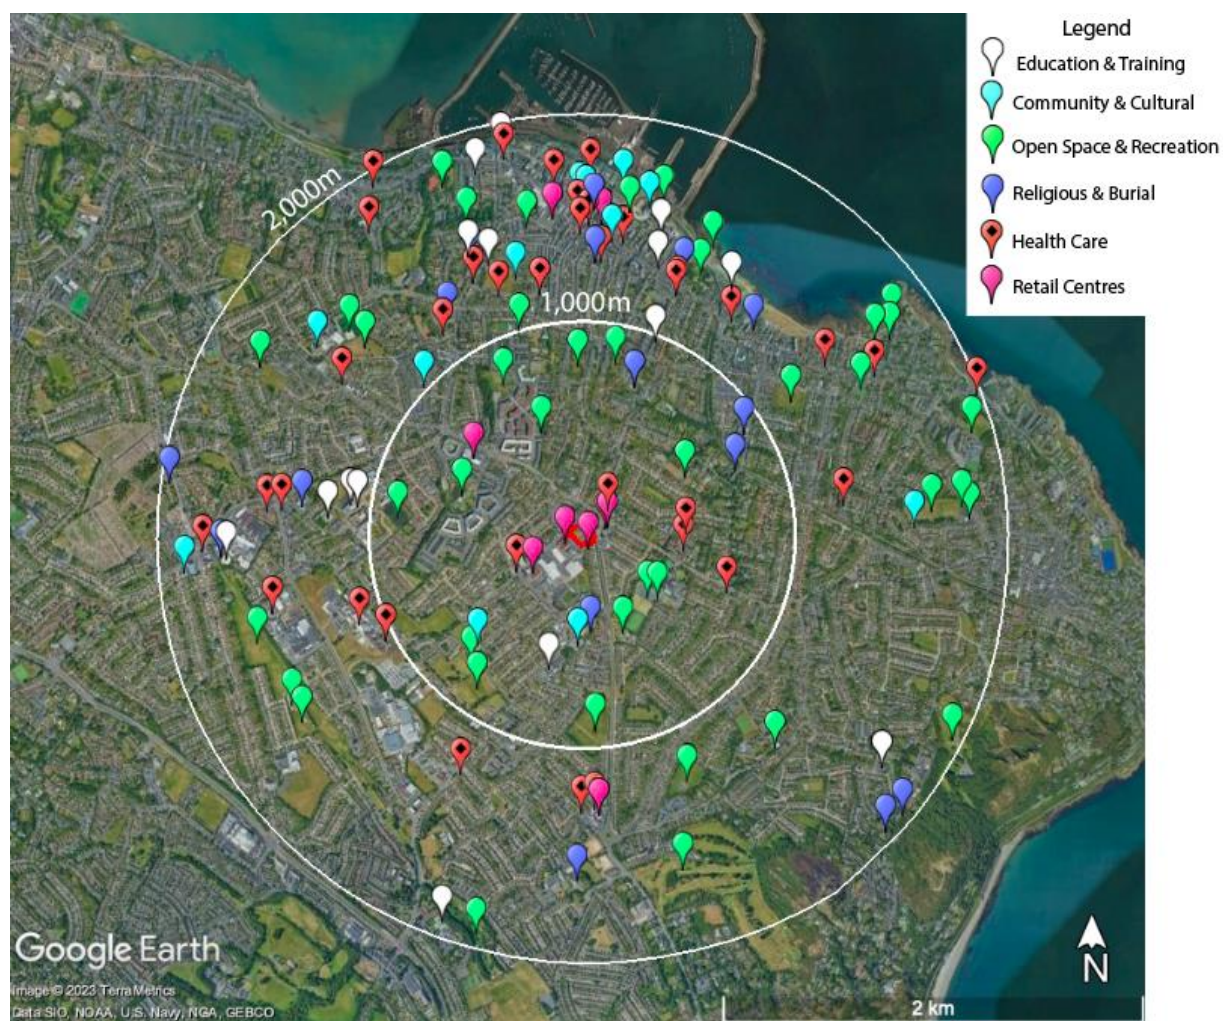 Legend
Education & Training
Community & Cultural
Open Space & Recreation
Religious & Burial
Health Care
Retail Centres
2,000m
1,000m
Google Earth
Image © 2023 TerraMetrics
Data SIO, NOAA, U.S. Navy, NGA, GEBCO
N
2 km